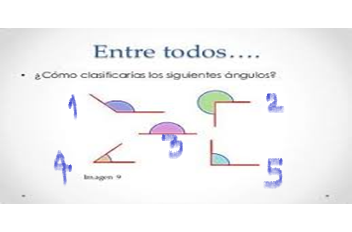 Entre todos….
• ¿Cómo clasificarías los siguientes ángulos?
1
2
3
4.
5
Imagen 9